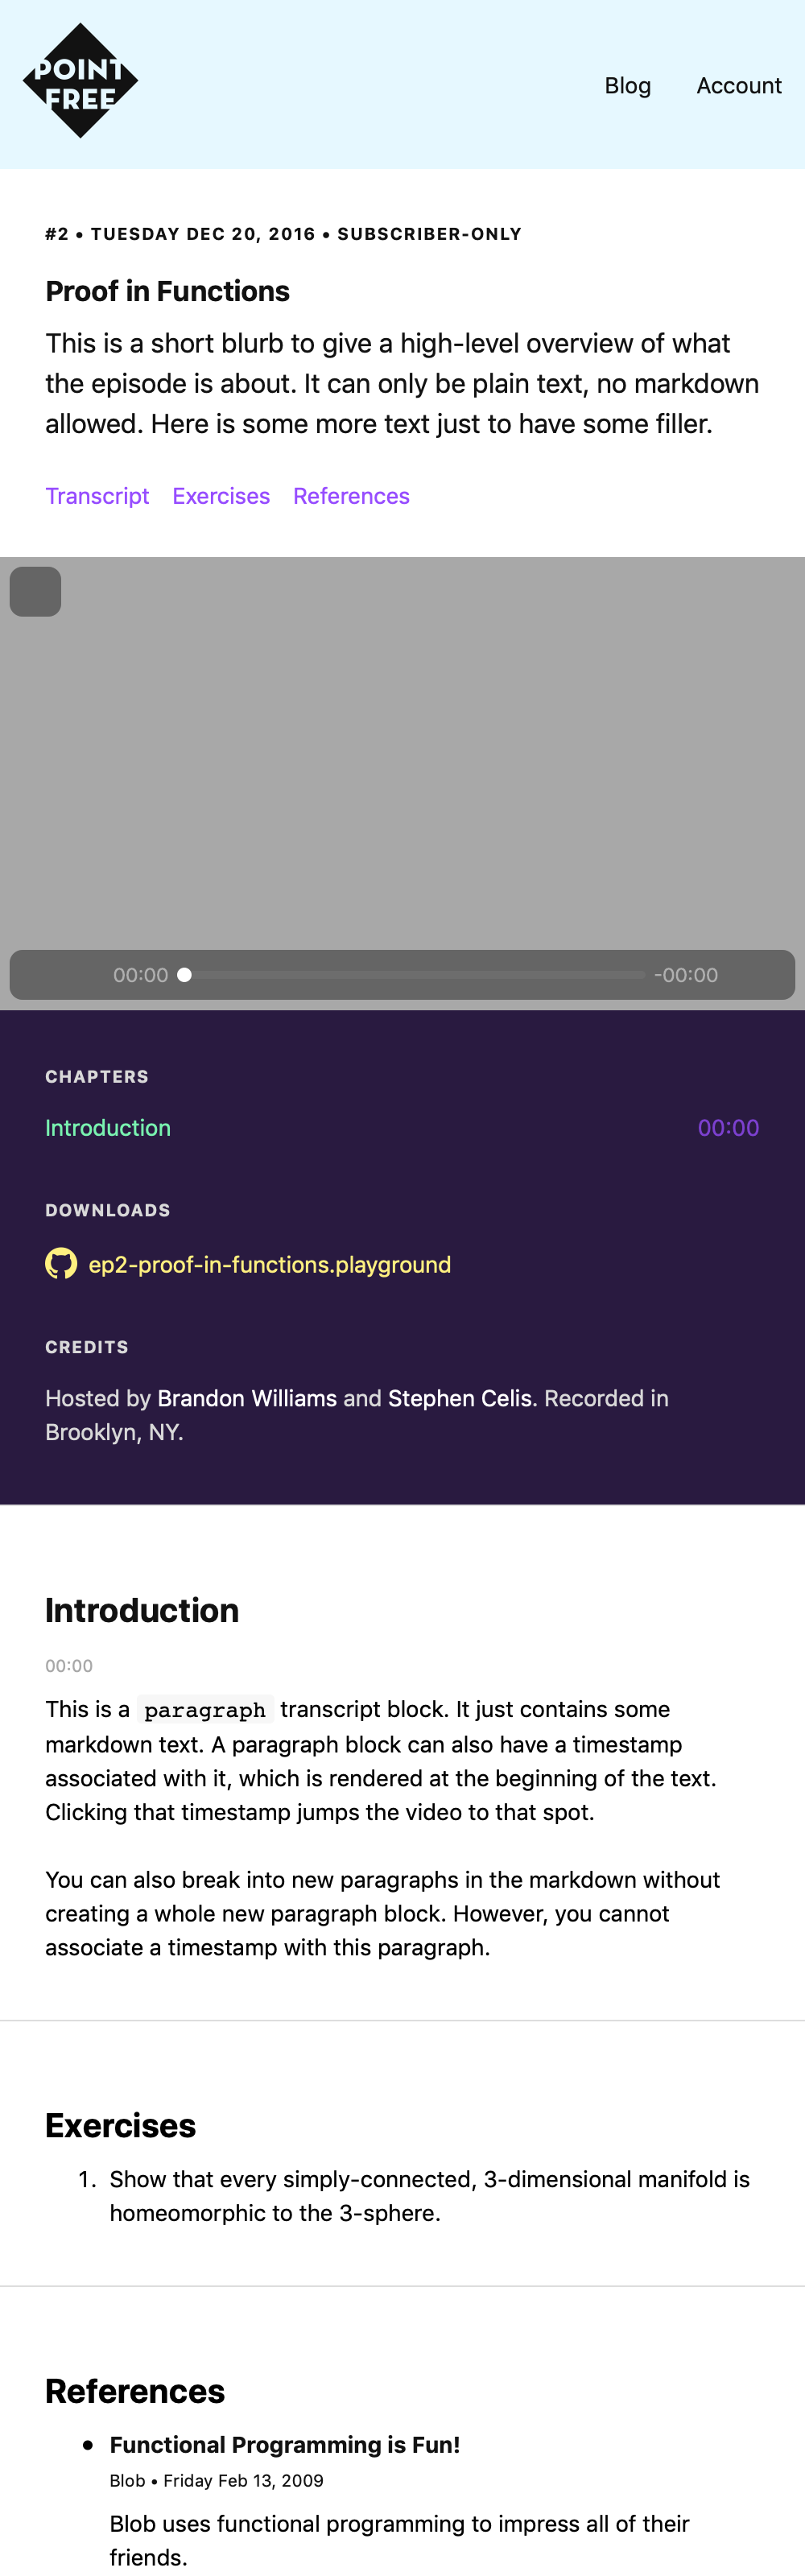 POINT
FREE
Blog Account
#2 • TUESDAY DEC 20, 2016 • SUBSCRIBER-ONLY
Proof in Functions
This is a short blurb to give a high-level overview of what
the episode is about. It can only be plain text, no markdown
allowed. Here is some more text just to have some filler.
Transcript Exercises References
00:00 -00:00
CHAPTERS
Introduction 00:00
DOWNLOADS
ep2-proof-in-functions.playground
CREDITS
Hosted by Brandon Williams and Stephen Celis. Recorded in
Brooklyn, NY.
Introduction
00:00
This is a paragraph transcript block. It just contains some
markdown text. A paragraph block can also have a timestamp
associated with it, which is rendered at the beginning of the text.
Clicking that timestamp jumps the video to that spot.
You can also break into new paragraphs in the markdown without
creating a whole new paragraph block. However, you cannot
associate a timestamp with this paragraph.
Exercises
1. Show that every simply-connected, 3-dimensional manifold is
homeomorphic to the 3-sphere.
References
• Functional Programming is Fun!
Blob • Friday Feb 13, 2009
Blob uses functional programming to impress all of their
friends.